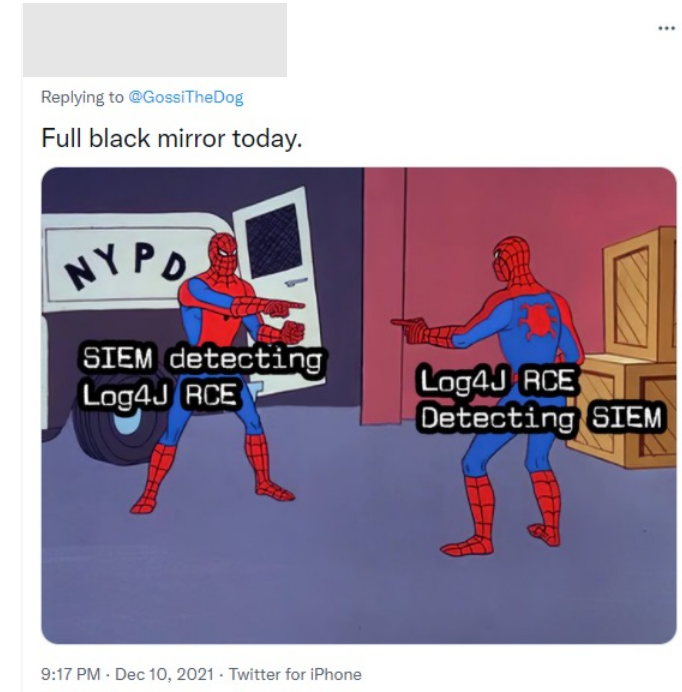 Replying to @GossiTheDog
Full black mirror today.
NYPD
SIEM detecting
Log4J RCE
Log4J RCE
Detecting SIEM
9:17 PM · Dec 10, 2021 · Twitter for iPhone